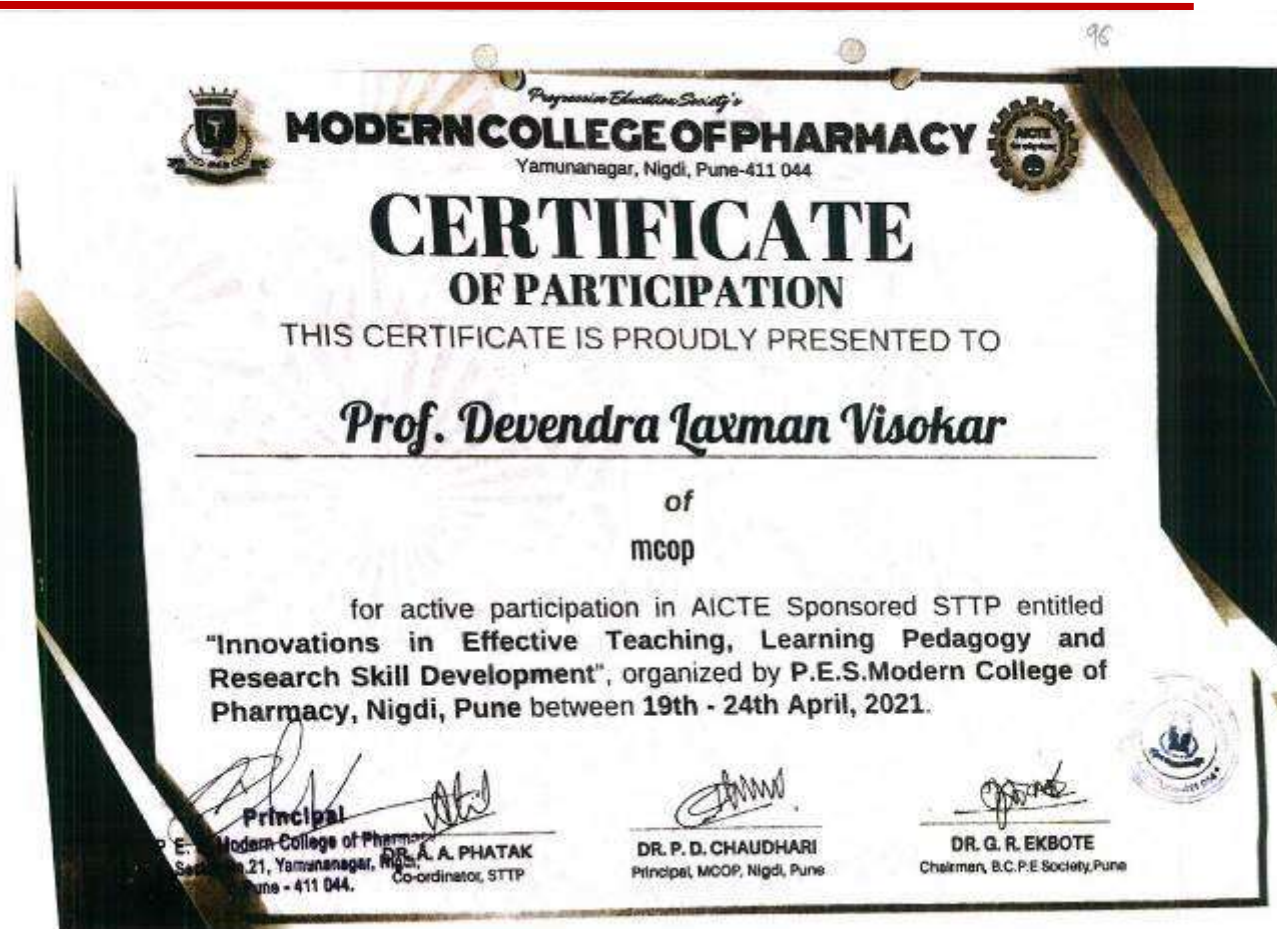 96
Progressive Education Society's
MODERN COLLEGE OF PHARMACY
Yamunanagar, Nigdi, Pune-411 044
AICTE
CERTIFICATE
OF PARTICIPATION
THIS CERTIFICATE IS PROUDLY PRESENTED TO
Prof. Devendra Laxman Visokar
of
mcop
for active participation in AICTE Sponsored STTP entitled
"Innovations in Effective Teaching, Learning Pedagogy and
Research Skill Development", organized by P.E.S.Modern College of
Pharmacy, Nigdi, Pune between 19th - 24th April, 2021.
Principal
Modern College of
21, Yamunanagar,
- 411 044.
DR. A. A. PHATAK
Co-ordinator, STTP
DR. P. D. CHAUDHARI
Principal, MCOP, Nigdi, Pune
DR. G. R. EKBOTE
Chairman, B.C.P.E Society,Pune